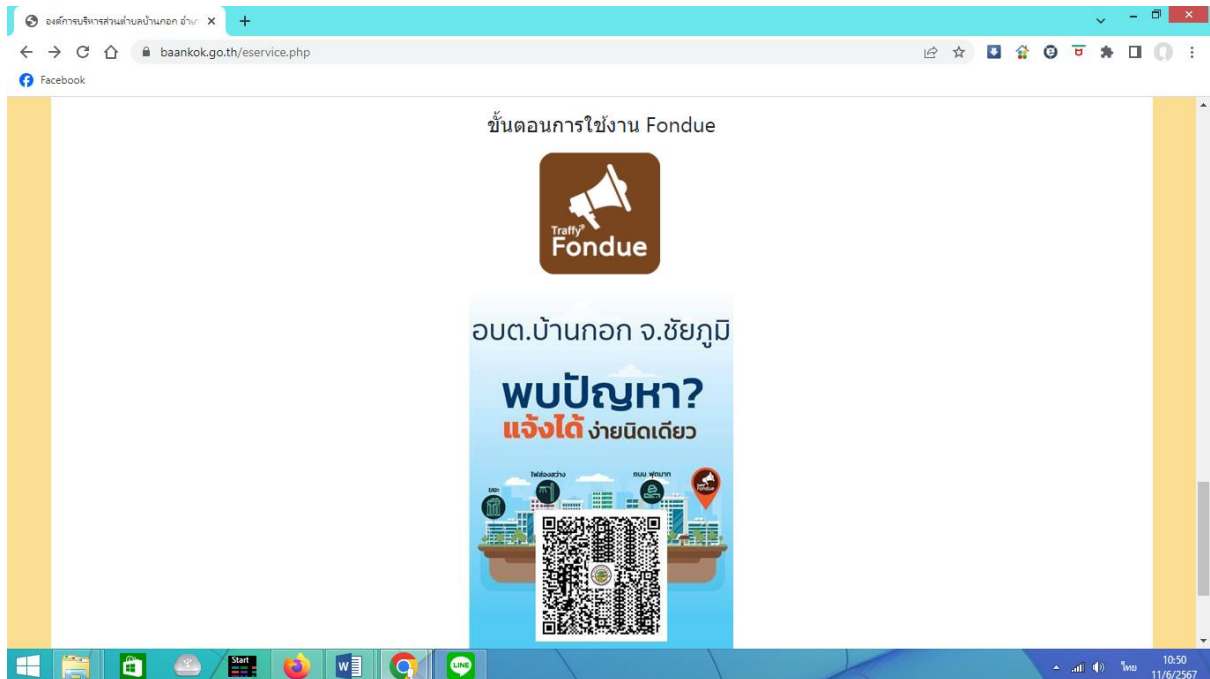 องค์การบริหารส่วนตำบลบ้านกอก อำเภ
baankok.go.th/eservice.php
Facebook
ขั้นตอนการใช้งาน Fondue
Traffy
Fondue
อบต.บ้านกอก จ.ชัยภูมิ
พบปัญหา?
แจ้งได้ ง่ายนิดเดียว
ไฟส่องสว่าง
ถนน ฟุตบาท
ขยะ
Fondue
Start
LINE
ไทย
10:50
11/6/2567